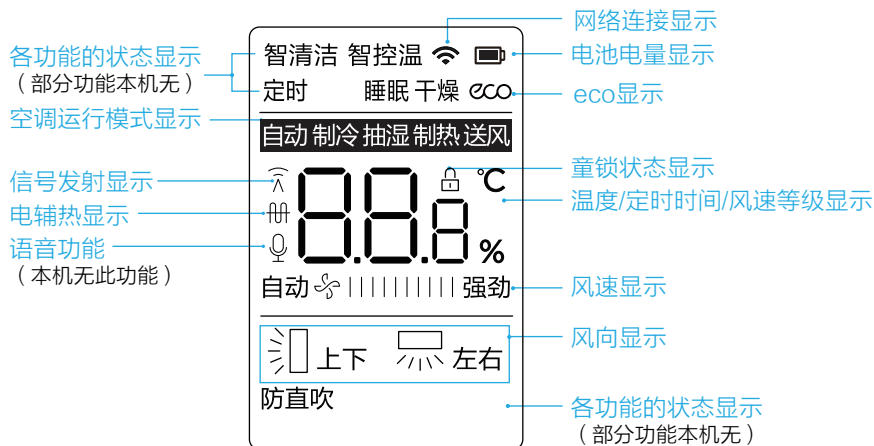 网络连接显示
各功能的状态显示
（部分功能本机无）
智清洁 智控温
电池电量显示
定时 睡眠 干燥 eco
eco显示
空调运行模式显示
自动 制冷 抽湿 制热 送风
信号发射显示
电辅热显示
语音功能
（本机无此功能）
88.8
℃
%
童锁状态显示
温度/定时时间/风速等级显示
自动 强劲
风速显示
上下 左右
风向显示
防直吹
各功能的状态显示
（部分功能本机无）